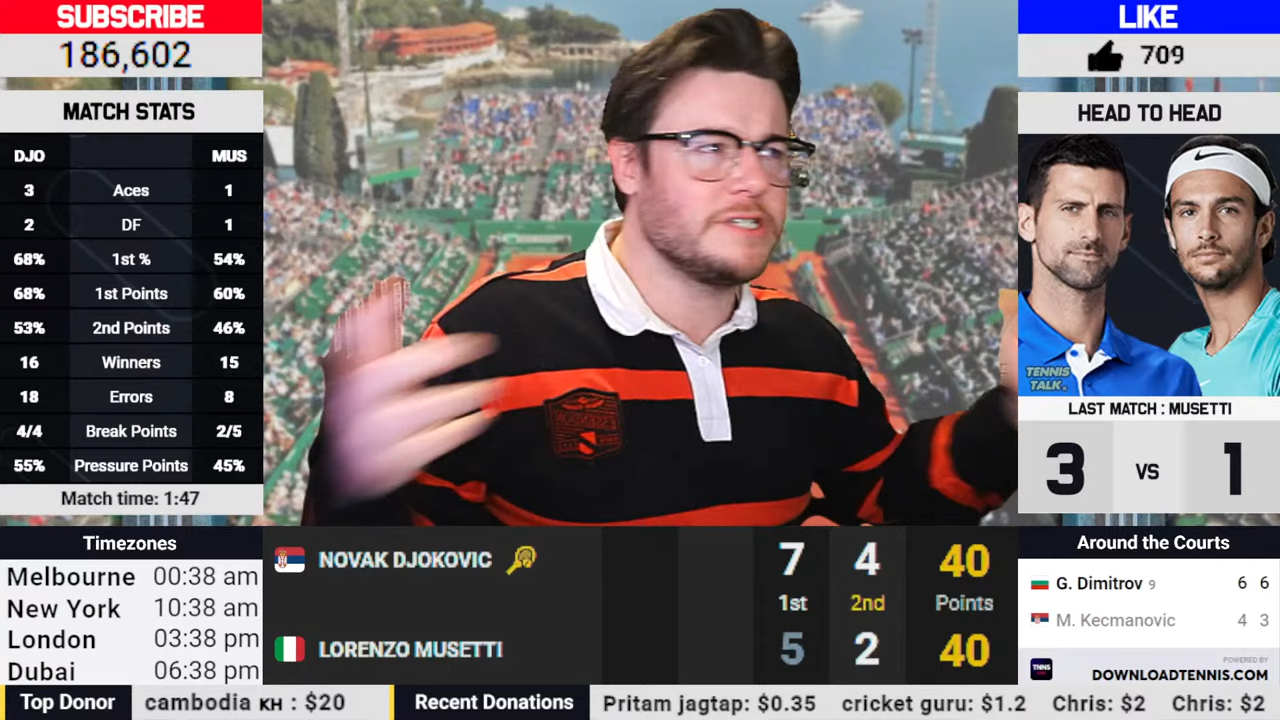 SUBSCRIBE
186,602
MATCH STATS
DJO MUS
3 Aces 1
2 DF 1
68% 1st % 54%
68% 1st Points 60%
53% 2nd Points 46%
16 Winners 15
18 Errors 8
4/4 Break Points 2/5
55% Pressure Points 45%
Match time: 1:47
Timezones
Melbourne 00:38 am
New York 10:38 am
London 03:38 pm
Dubai 06:38 pm
LIKE
709
HEAD TO HEAD
TENNIS
TALK.
LAST MATCH : MUSETTI
3 VS 1
NOVAK DJOKOVIC 7 4 40
1st 2nd Points
LORENZO MUSETTI 5 2 40
Around the Courts
G. Dimitrov 9 6 6
M. Kecmanovic 4 3
TNNS
POWERED BY
DOWNLOADTENNIS.COM
Top Donor cambodia KH : $20 Recent Donations Pritam jagtap: $0.35 cricket guru: $1.2 Chris: $2 Chris: $2